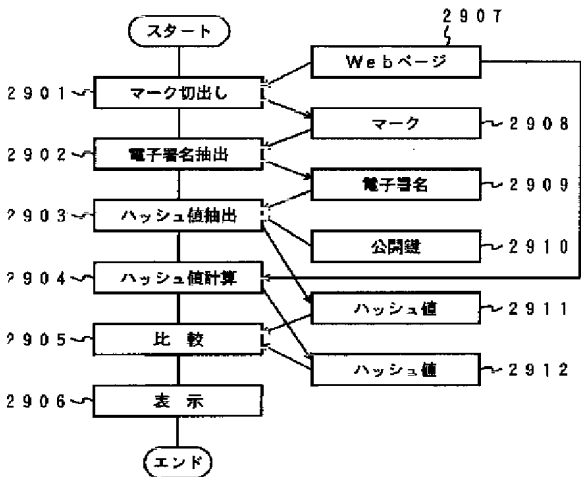 2907
スタート
Webページ
2901
マーク切出し
マーク
2908
2902
電子署名抽出
電子署名
2909
2903
ハッシュ値抽出
公開鍵
2910
2904
ハッシュ値計算
ハッシュ値
2911
2905
比較
ハッシュ値
2912
2906
表示
エンド